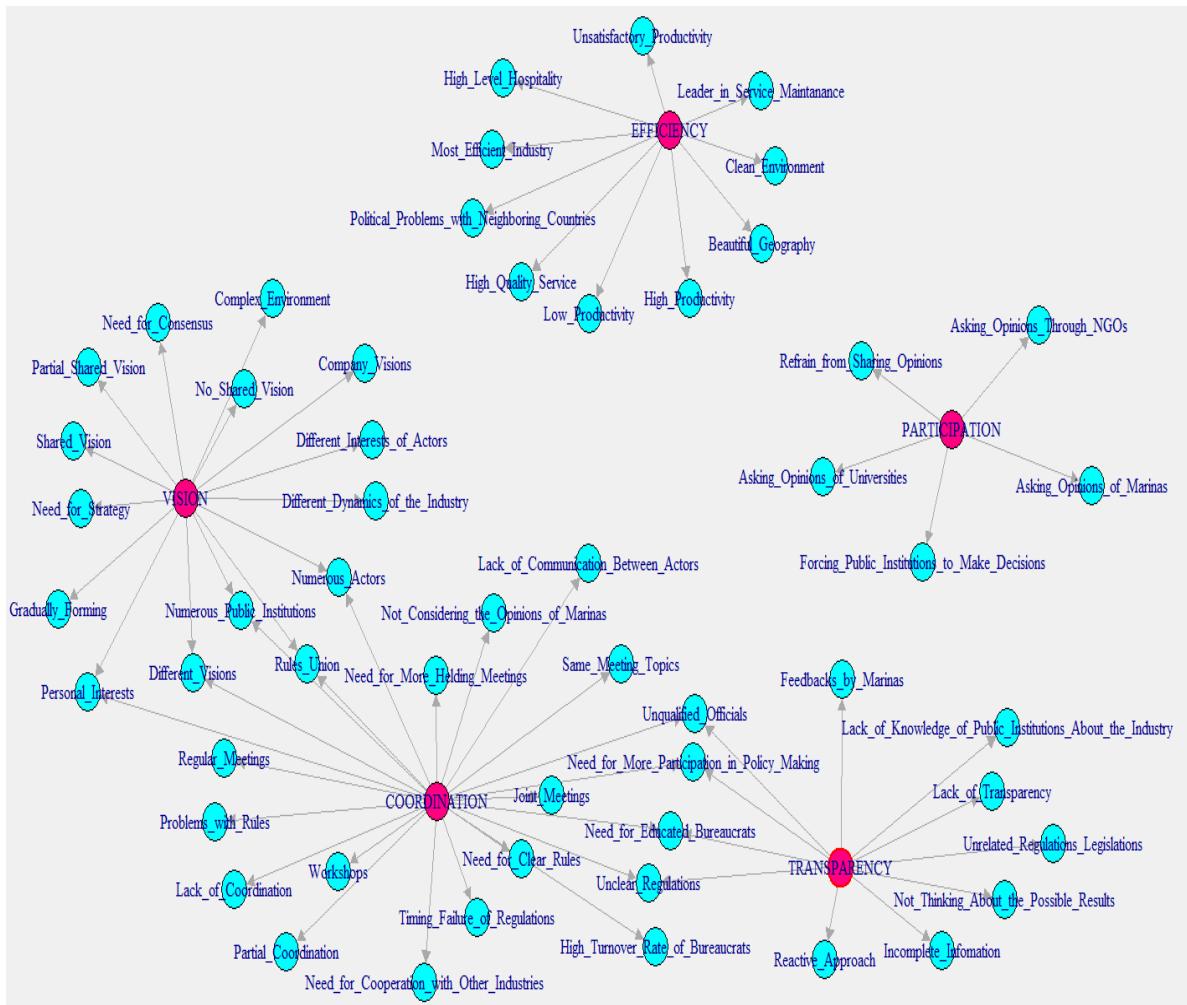 Unsatisfactory_Productivity
High_Level_Hospitality
Leader_in_Service_Maintanance
EFFICIENCY
Most_Efficient_Industry
Clean_Environment
Political_Problems_with_Neighboring_Countries
Beautiful_Geography
High_Quality_Service
High_Productivity
Low_Productivity
Complex_Environment
Need_for_Consensus
Asking_Opinions_Through_NGOs
Partial_Shared_Vision
Company_Visions
Refrain_from_Sharing_Opinions
No_Shared_Vision
PARTICIPATION
Shared_Vision
Different_Interests_of_Actors
Asking_Opinions_of_Universities
Asking_Opinions_of_Marinas
VISION
Need_for_Strategy
Different_Dynamics_of_the_Industry
Lack_of_Communication_Between_Actors
Forcing_Public_Institutions_to_Make_Decisions
Numerous_Actors
Gradually_Forming
Numerous_Public_Institutions
Not_Considering_the_Opinions_of_Marinas
Rules_Union
Same_Meeting_Topics
Different_Visions
Need_for_More_Helding_Meetings
Feedbacks_by_Marinas
Personal_Interests
Unqualified_Officials
Lack_of_Knowledge_of_Public_Institutions_About_the_Industry
Regular_Meetings
Need_for_More_Participation_in_Policy_Making
Lack_of_Transparency
COORDINATION
Joint_Meetings
Problems_with_Rules
Need_for_Educated_Bureaucrats
Unrelated_Regulations_Legislations
Need_for_Clear_Rules
TRANSPARENCY
Workshops
Lack_of_Coordination
Unclear_Regulations
Not_Thinking_About_the_Possible_Results
Timing_Failure_of_Regulations
Partial_Coordination
High_Turnover_Rate_of_Bureaucrats
Incomplete_Infomation
Reactive_Approach
Need_for_Cooperation_with_Other_Industries